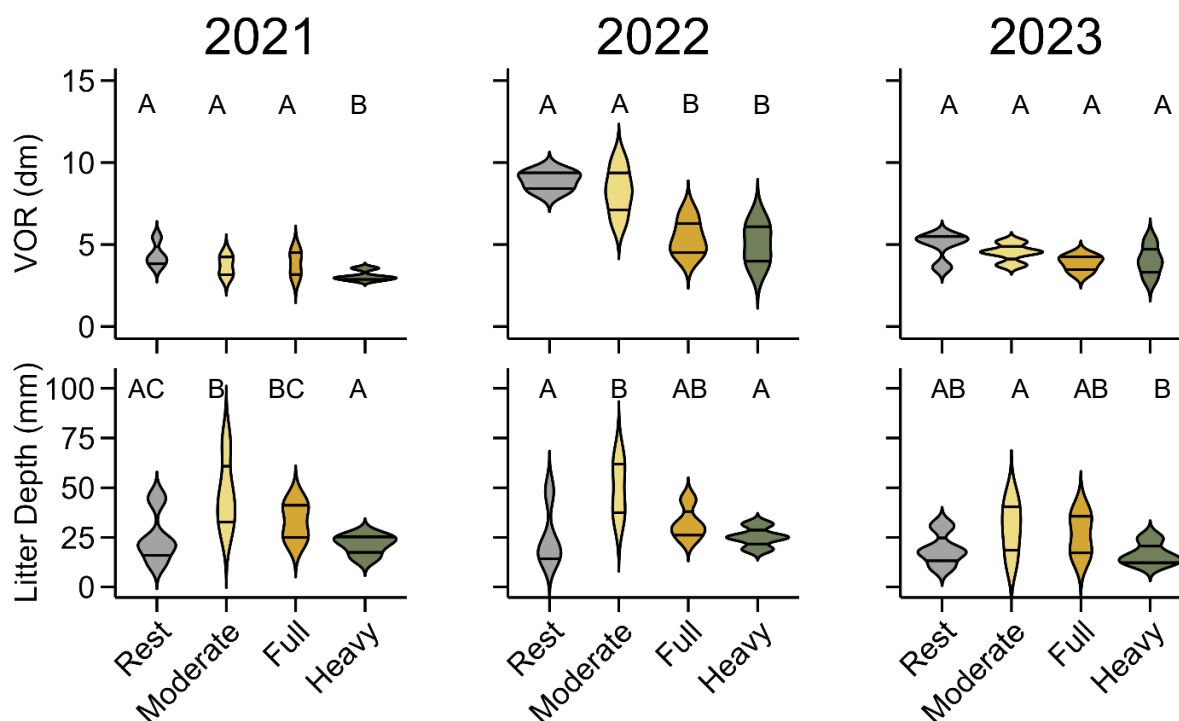 2021 2022 2023
VOR (dm)
15
10
5
0
A A A B
A A B B
A A A A
Litter Depth (mm)
100
75
50
25
0
AC B BC A
A B AB A
AB A AB B
Rest Moderate Full Heavy
Rest Moderate Full Heavy
Rest Moderate Full Heavy